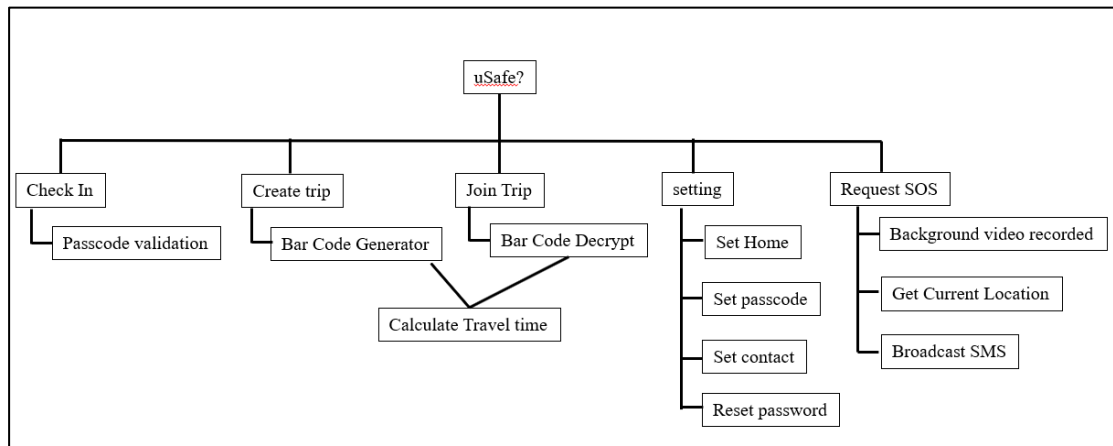 uSafe?
Check In
Create trip
Join Trip
setting
Request SOS
Passcode validation
Bar Code Generator
Bar Code Decrypt
Set Home
Background video recorded
Calculate Travel time
Set passcode
Get Current Location
Set contact
Broadcast SMS
Reset password